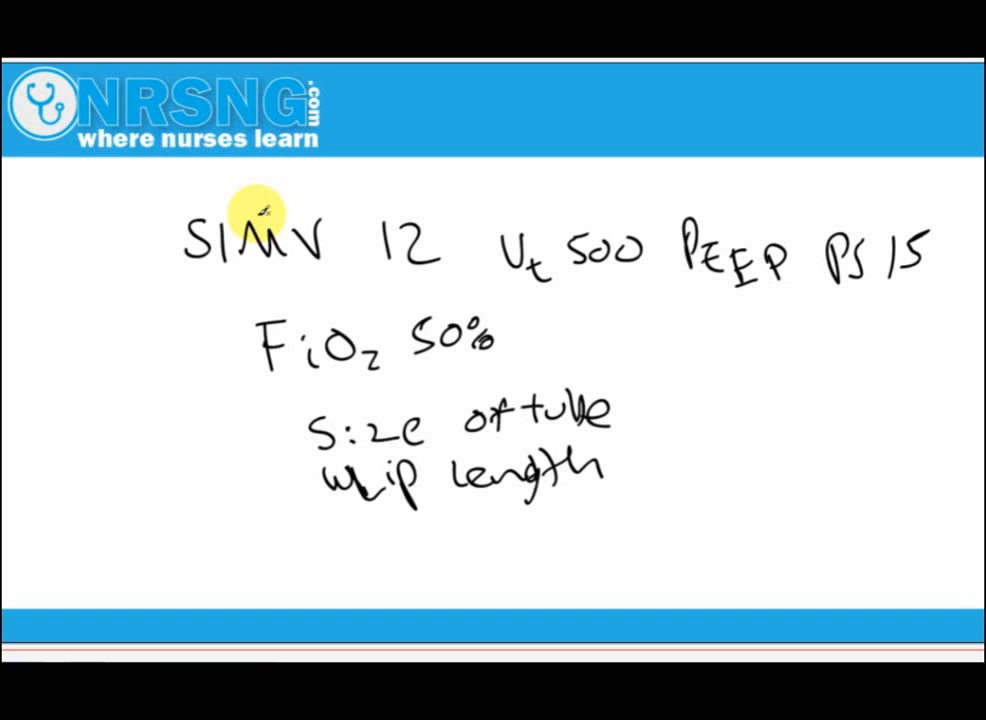 NRSNG.com
where nurses learn
SIMV 12 Vt 500 PEEP PS 15
FiO2 50%
Size of tube
Lip length